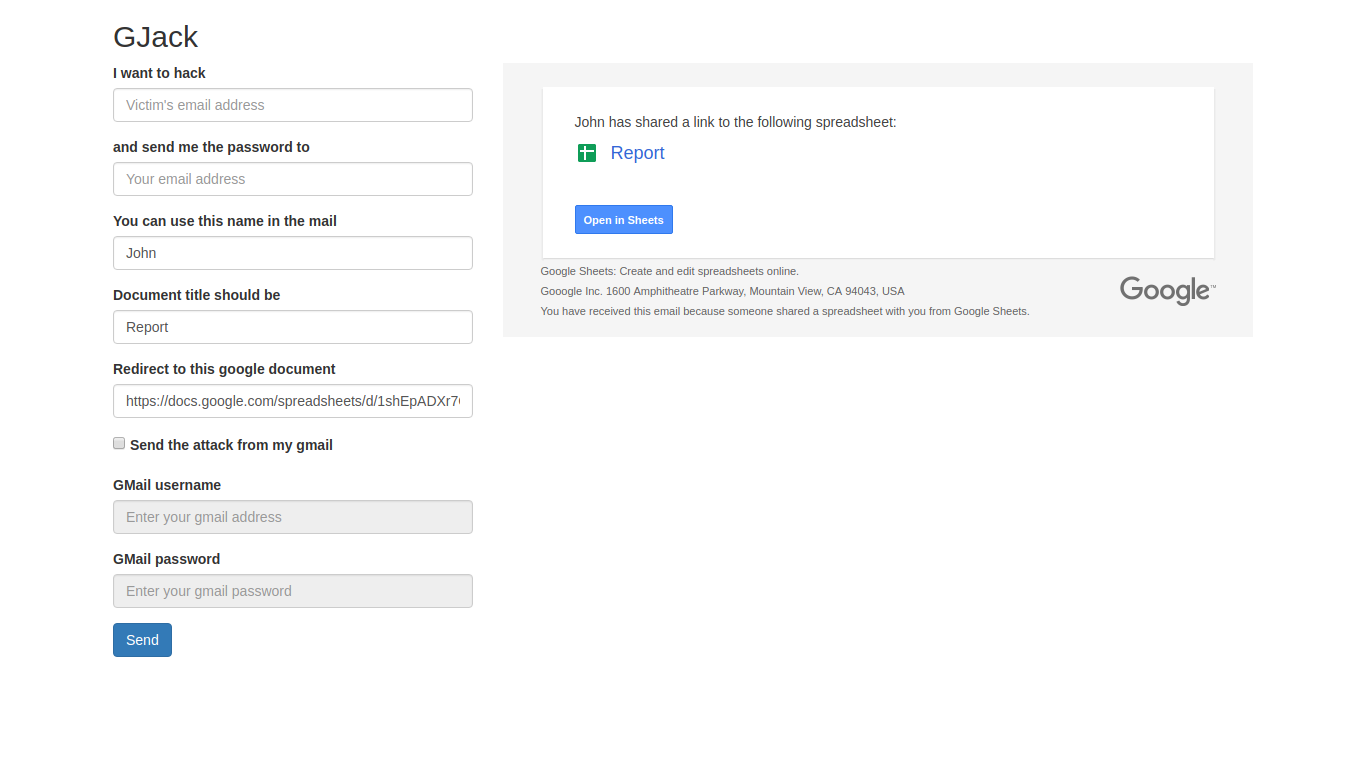 GJack
I want to hack
Victim's email address
and send me the password to
Your email address
You can use this name in the mail
John
Document title should be
Report
Redirect to this google document
https://docs.google.com/spreadsheets/d/1shEpADXr7
Send the attack from my gmail
GMail username
Enter your gmail address
GMail password
Enter your gmail password
Send
John has shared a link to the following spreadsheet:
Report
Open in Sheets
Google Sheets: Create and edit spreadsheets online.
Gooogle Inc. 1600 Amphitheatre Parkway, Mountain View, CA 94043, USA
You have received this email because someone shared a spreadsheet with you from Google Sheets.
Google™